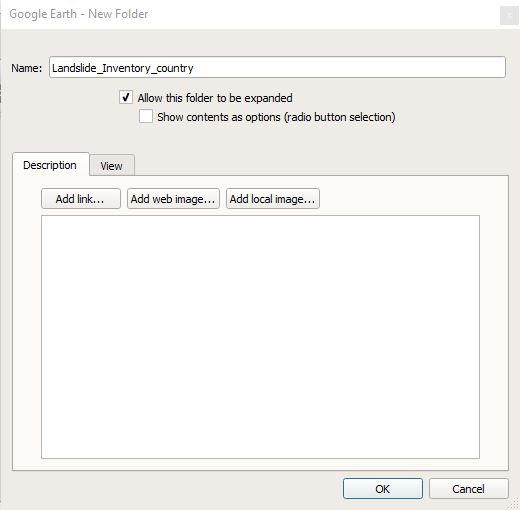 Google Earth - New Folder
Name: Landslide_Inventory_country
Allow this folder to be expanded
Show contents as options (radio button selection)
Description View
Add link... Add web image... Add local image...
OK Cancel